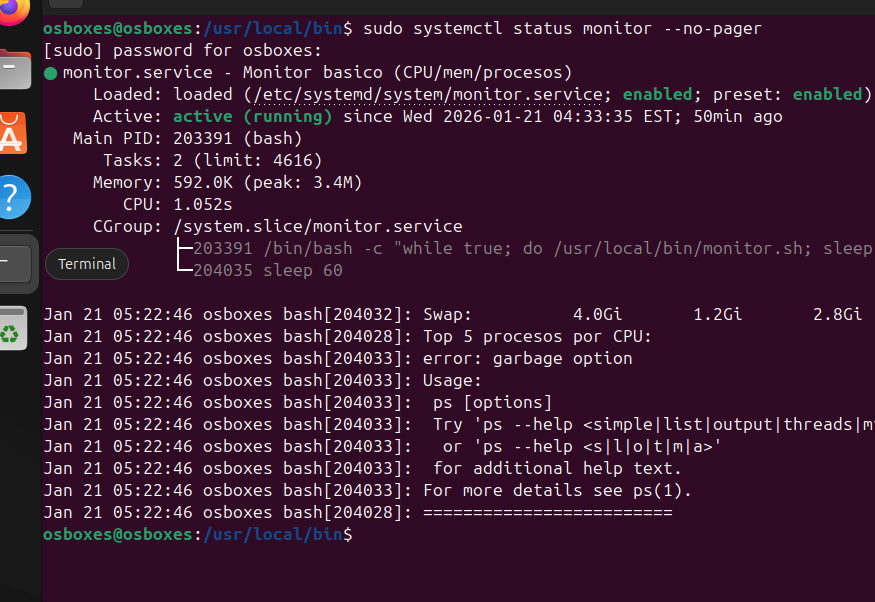 osboxes@osboxes:/usr/local/bin$ sudo systemctl status monitor --no-pager
[sudo] password for osboxes:
● monitor.service - Monitor basico (CPU/mem/procesos)
Loaded: loaded (/etc/systemd/system/monitor.service; enabled; preset: enabled)
Active: active (running) since Wed 2026-01-21 04:33:35 EST; 50min ago
Main PID: 203391 (bash)
Tasks: 2 (limit: 4616)
Memory: 592.0K (peak: 3.4M)
CPU: 1.052s
CGroup: /system.slice/monitor.service
├─203391 /bin/bash -c "while true; do /usr/local/bin/monitor.sh; sleep
Terminal
└─204035 sleep 60
Jan 21 05:22:46 osboxes bash[204032]: Swap: 4.0Gi 1.2Gi 2.8Gi
Jan 21 05:22:46 osboxes bash[204028]: Top 5 procesos por CPU:
Jan 21 05:22:46 osboxes bash[204033]: error: garbage option
Jan 21 05:22:46 osboxes bash[204033]: Usage:
Jan 21 05:22:46 osboxes bash[204033]:  ps [options]
Jan 21 05:22:46 osboxes bash[204033]:  Try 'ps --help <simple|list|output|threads|m
Jan 21 05:22:46 osboxes bash[204033]:   or 'ps --help <s|l|o|t|m|a>'
Jan 21 05:22:46 osboxes bash[204033]:  for additional help text.
Jan 21 05:22:46 osboxes bash[204033]: For more details see ps(1).
Jan 21 05:22:46 osboxes bash[204028]: =========================
osboxes@osboxes:/usr/local/bin$